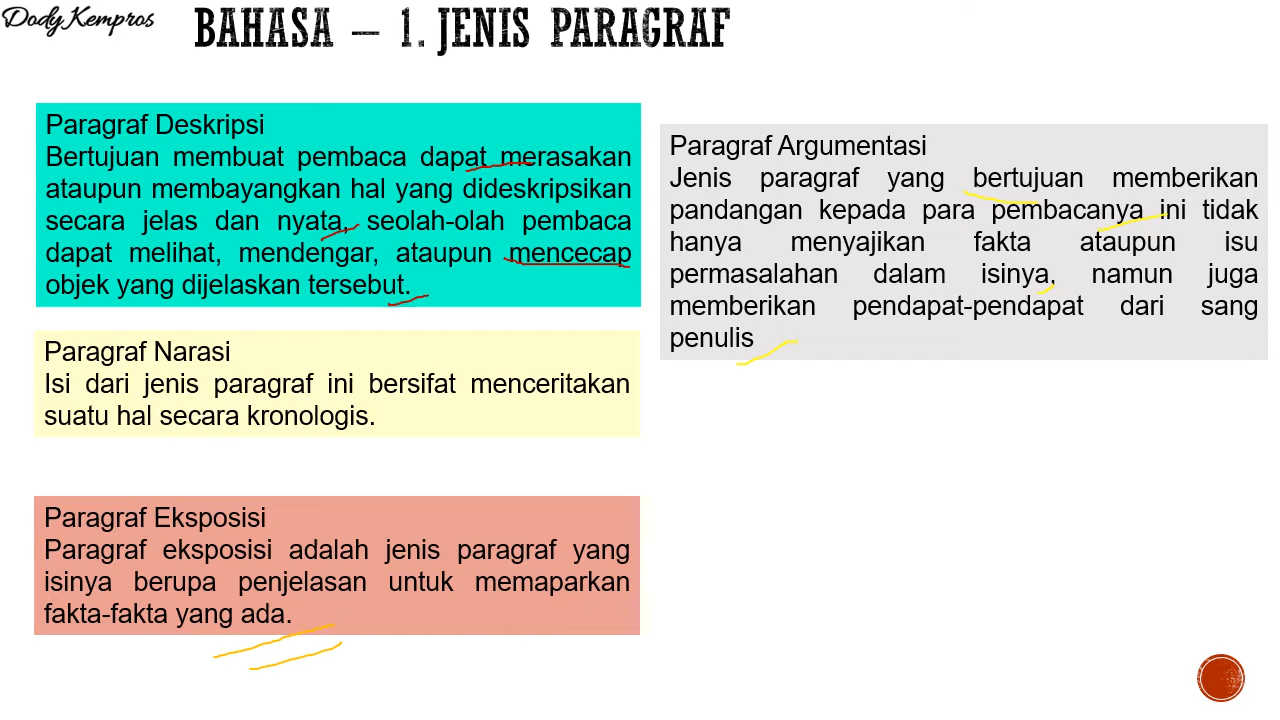 Dody Kempros
BAHASA – 1. JENIS PARAGRAF
Paragraf Deskripsi
Bertujuan membuat pembaca dapat merasakan
ataupun membayangkan hal yang dideskripsikan
secara jelas dan nyata, seolah-olah pembaca
dapat melihat, mendengar, ataupun mencecap
objek yang dijelaskan tersebut.
Paragraf Narasi
Isi dari jenis paragraf ini bersifat menceritakan
suatu hal secara kronologis.
Paragraf Eksposisi
Paragraf eksposisi adalah jenis paragraf yang
isinya berupa penjelasan untuk memaparkan
fakta-fakta yang ada.
Paragraf Argumentasi
Jenis paragraf yang bertujuan memberikan
pandangan kepada para pembacanya ini tidak
hanya menyajikan fakta ataupun isu
permasalahan dalam isinya, namun juga
memberikan pendapat-pendapat dari sang
penulis